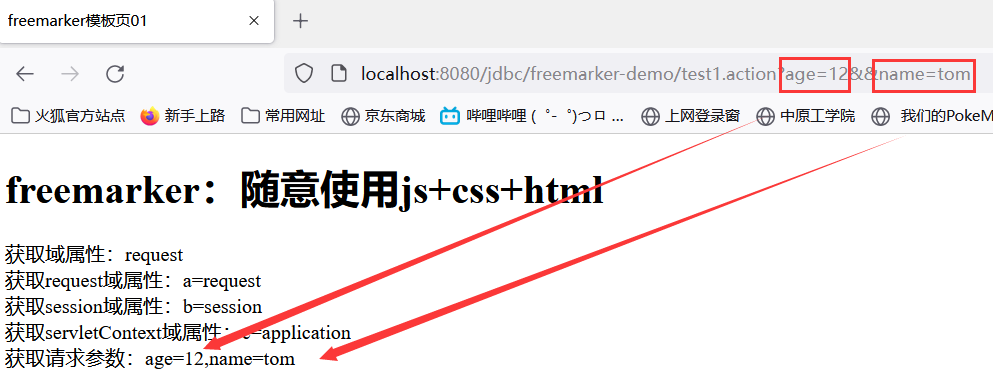 freemarker模板页01
localhost:8080/jdbc/freemarker-demo/test1.action?age=12&&name=tom
火狐官方站点 新手上路 常用网址 京东商城 哔哩哔哩 ( ゜- ゜)つロ ... 上网登录窗 中原工学院 我们的PokeM
freemarker：随意使用js+css+html
获取域属性：request
获取request域属性：a=request
获取session域属性：b=session
获取servletContext域属性：c=application
获取请求参数：age=12,name=tom